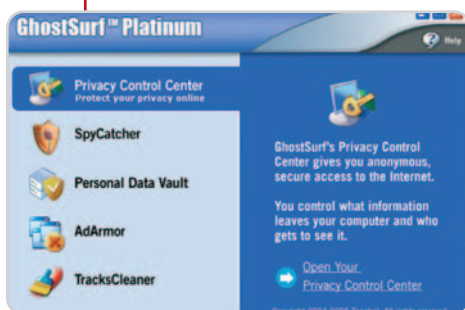 GhostSurf™ Platinum
Help
Privacy Control Center
Protect your privacy online
SpyCatcher
Personal Data Vault
AdArmor
TracksCleaner
GhostSurf's Privacy Control
Center gives you anonymous,
secure access to the Internet.
You control what information
leaves your computer and who
gets to see it.
Open Your
Privacy Control Center